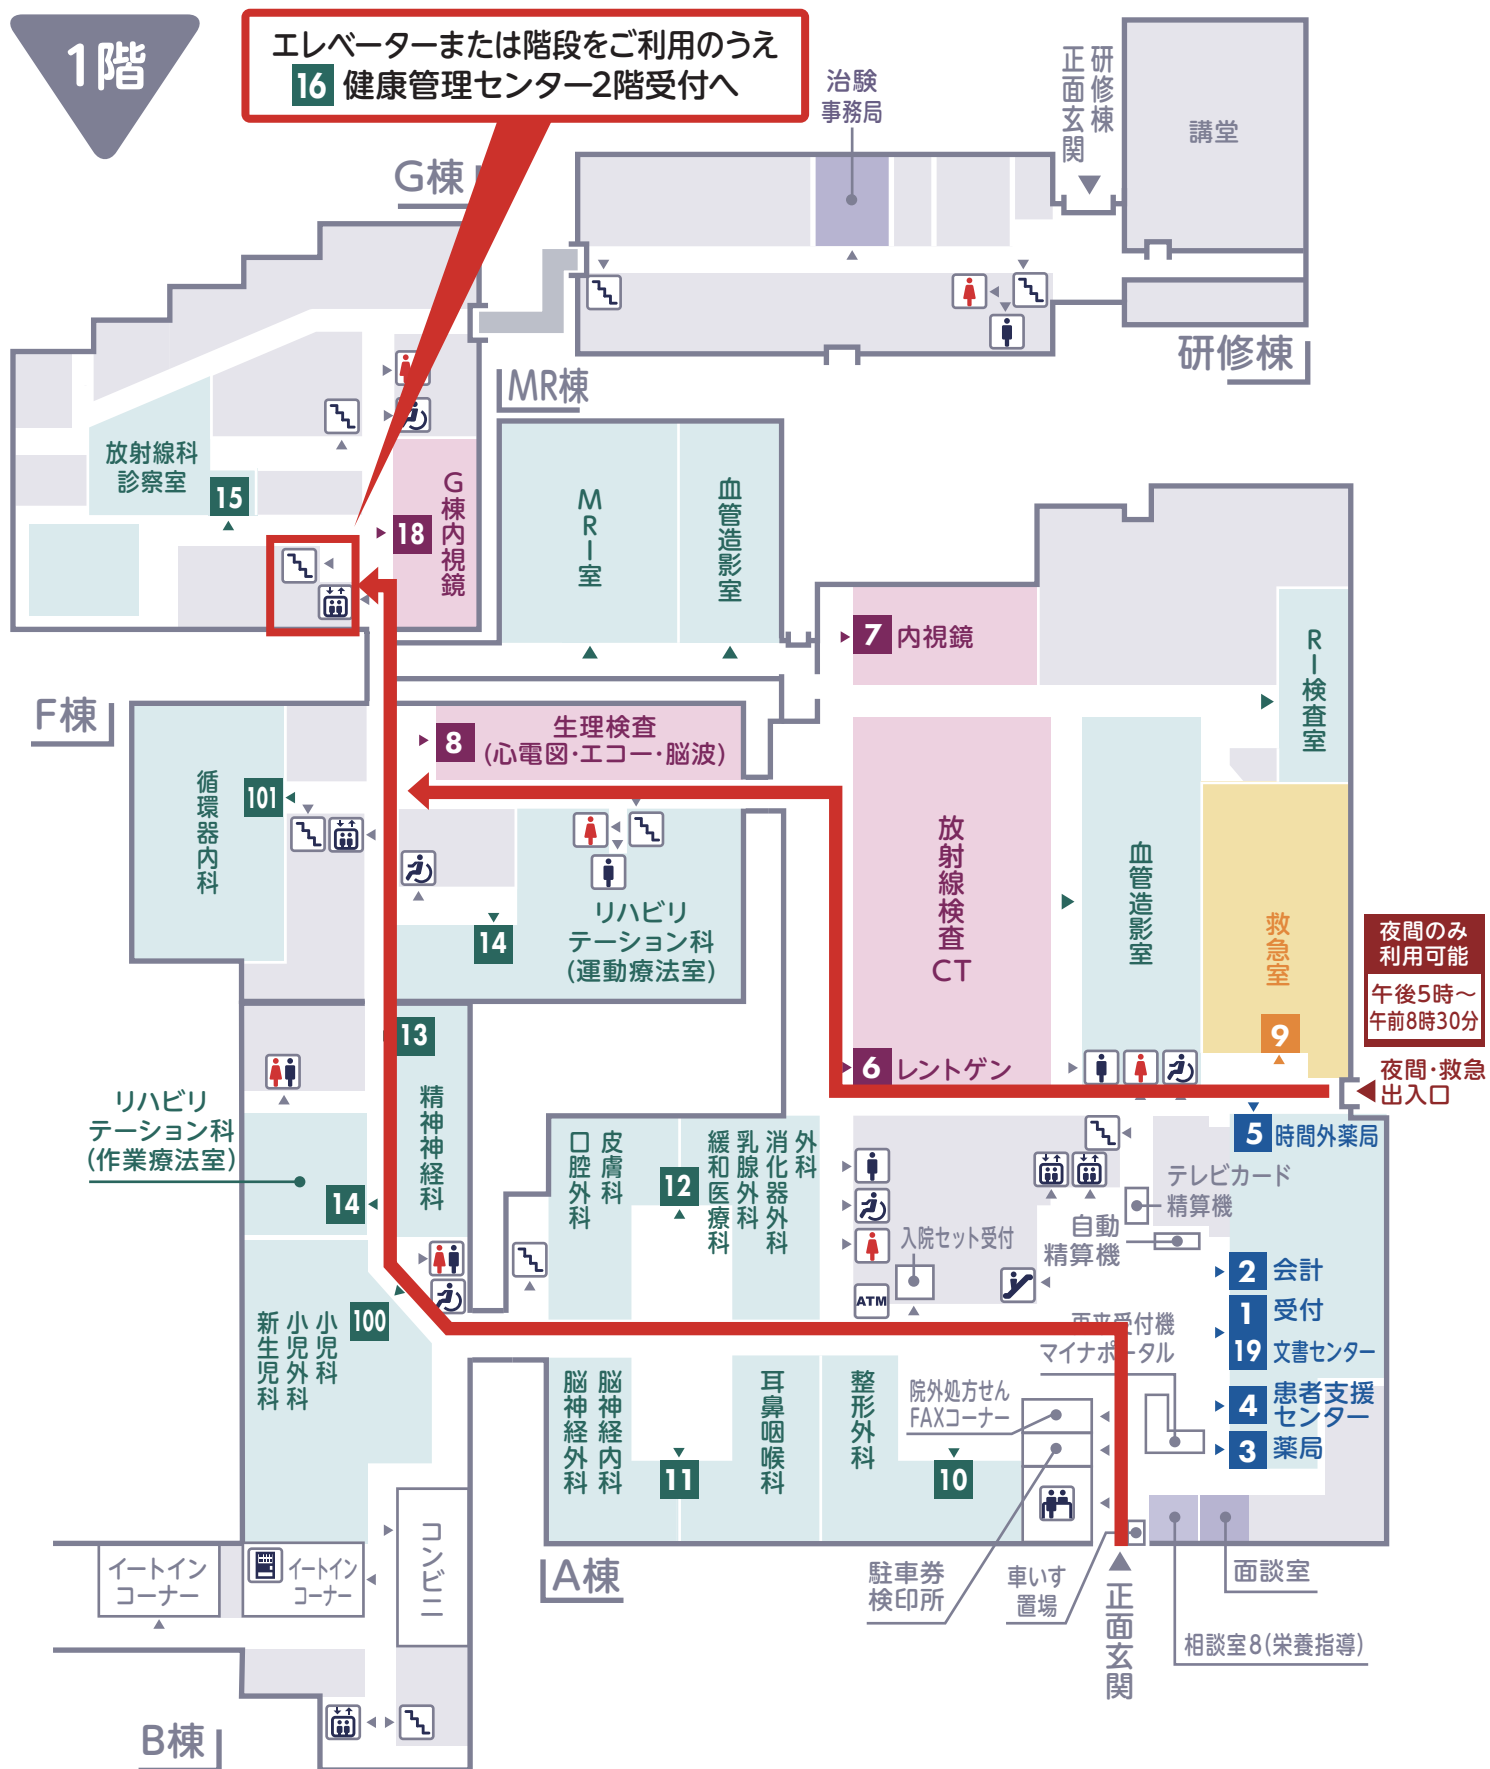 1階
エレベーターまたは階段をご利用のうえ
16 健康管理センター2階受付へ
治験
事務局
研修棟
正面玄関
講堂
G棟
研修棟
MR棟
放射線科
診察室
15
18
G棟内視鏡
MRI室
血管造影室
7 内視鏡
RI検査室
F棟
8 生理検査
(心電図・エコー・脳波)
循環器内科
101
放射線検査
CT
血管造影室
救急室
9
夜間のみ
利用可能
午後5時〜
午前8時30分
夜間・救急
出入口
リハビリ
テーション科
(運動療法室)
14
13
精神神経科
6 レントゲン
リハビリ
テーション科
(作業療法室)
14
口腔外科
皮膚科
12
緩和医療科
乳腺外科
消化器外科
外科
5 時間外薬局
テレビカード
精算機
自動
精算機
入院セット受付
ATM
2 会計
1 受付
19 文書センター
4 患者支援
センター
3 薬局
再来受付機
マイナポータル
100
新生児科
小児外科
小児科
脳神経外科
脳神経内科
11
耳鼻咽喉科
整形外科
10
院外処方せん
FAXコーナー
コンビニ
イートイン
コーナー
イートイン
コーナー
A棟
駐車券
検印所
車いす
置場
正面玄関
面談室
相談室8(栄養指導)
B棟